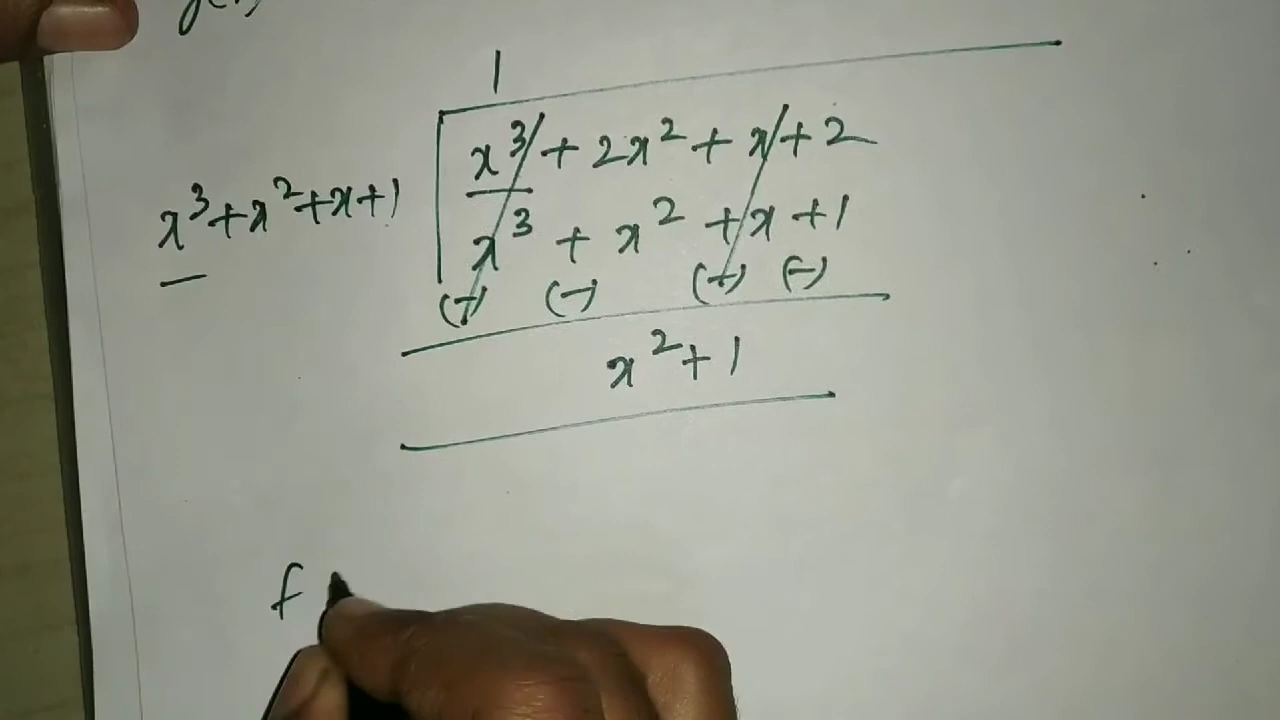 1
x³ + 2x² + x + 2
x³+x²+x+1
x³ + x² + x + 1
(-) (-) (-) (-)
x² + 1
f